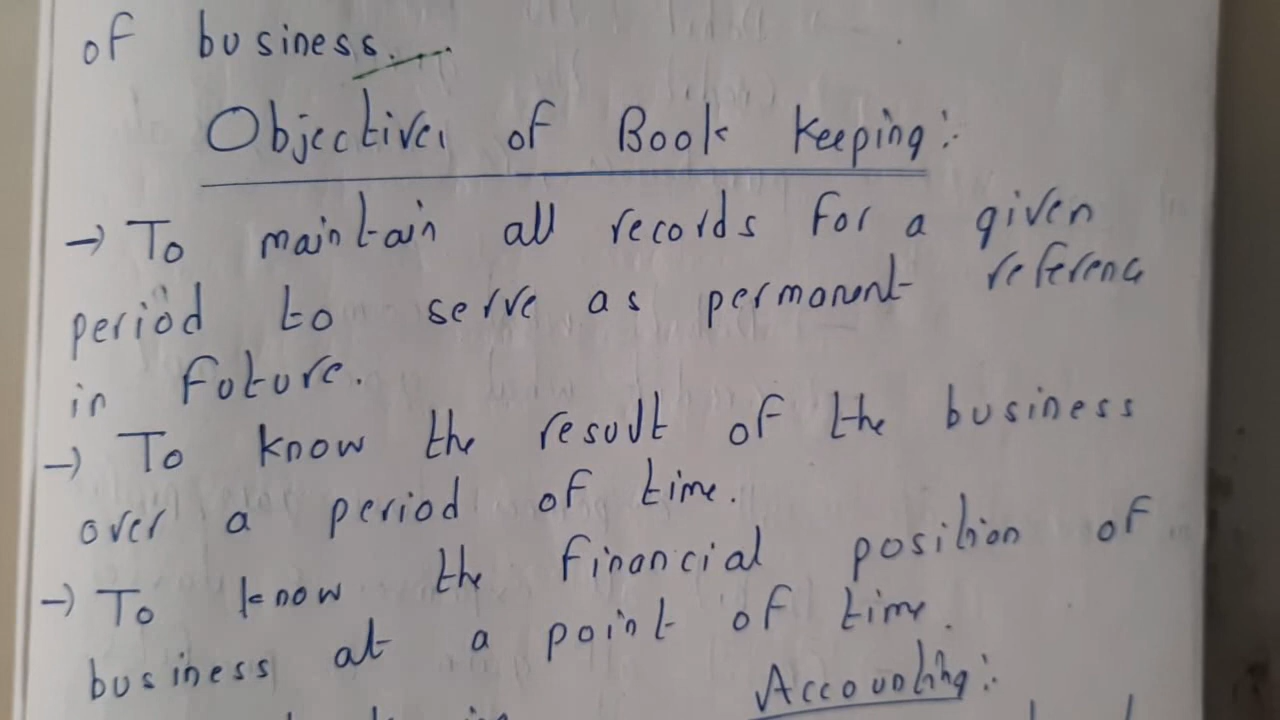 of business.
Objectives of Book Keeping:
→ To maintain all records for a given
period to serve as permanent reference
in future.
→ To know the result of the business
over a period of time.
→ To know the financial position of
business at a point of time.
Accounting: